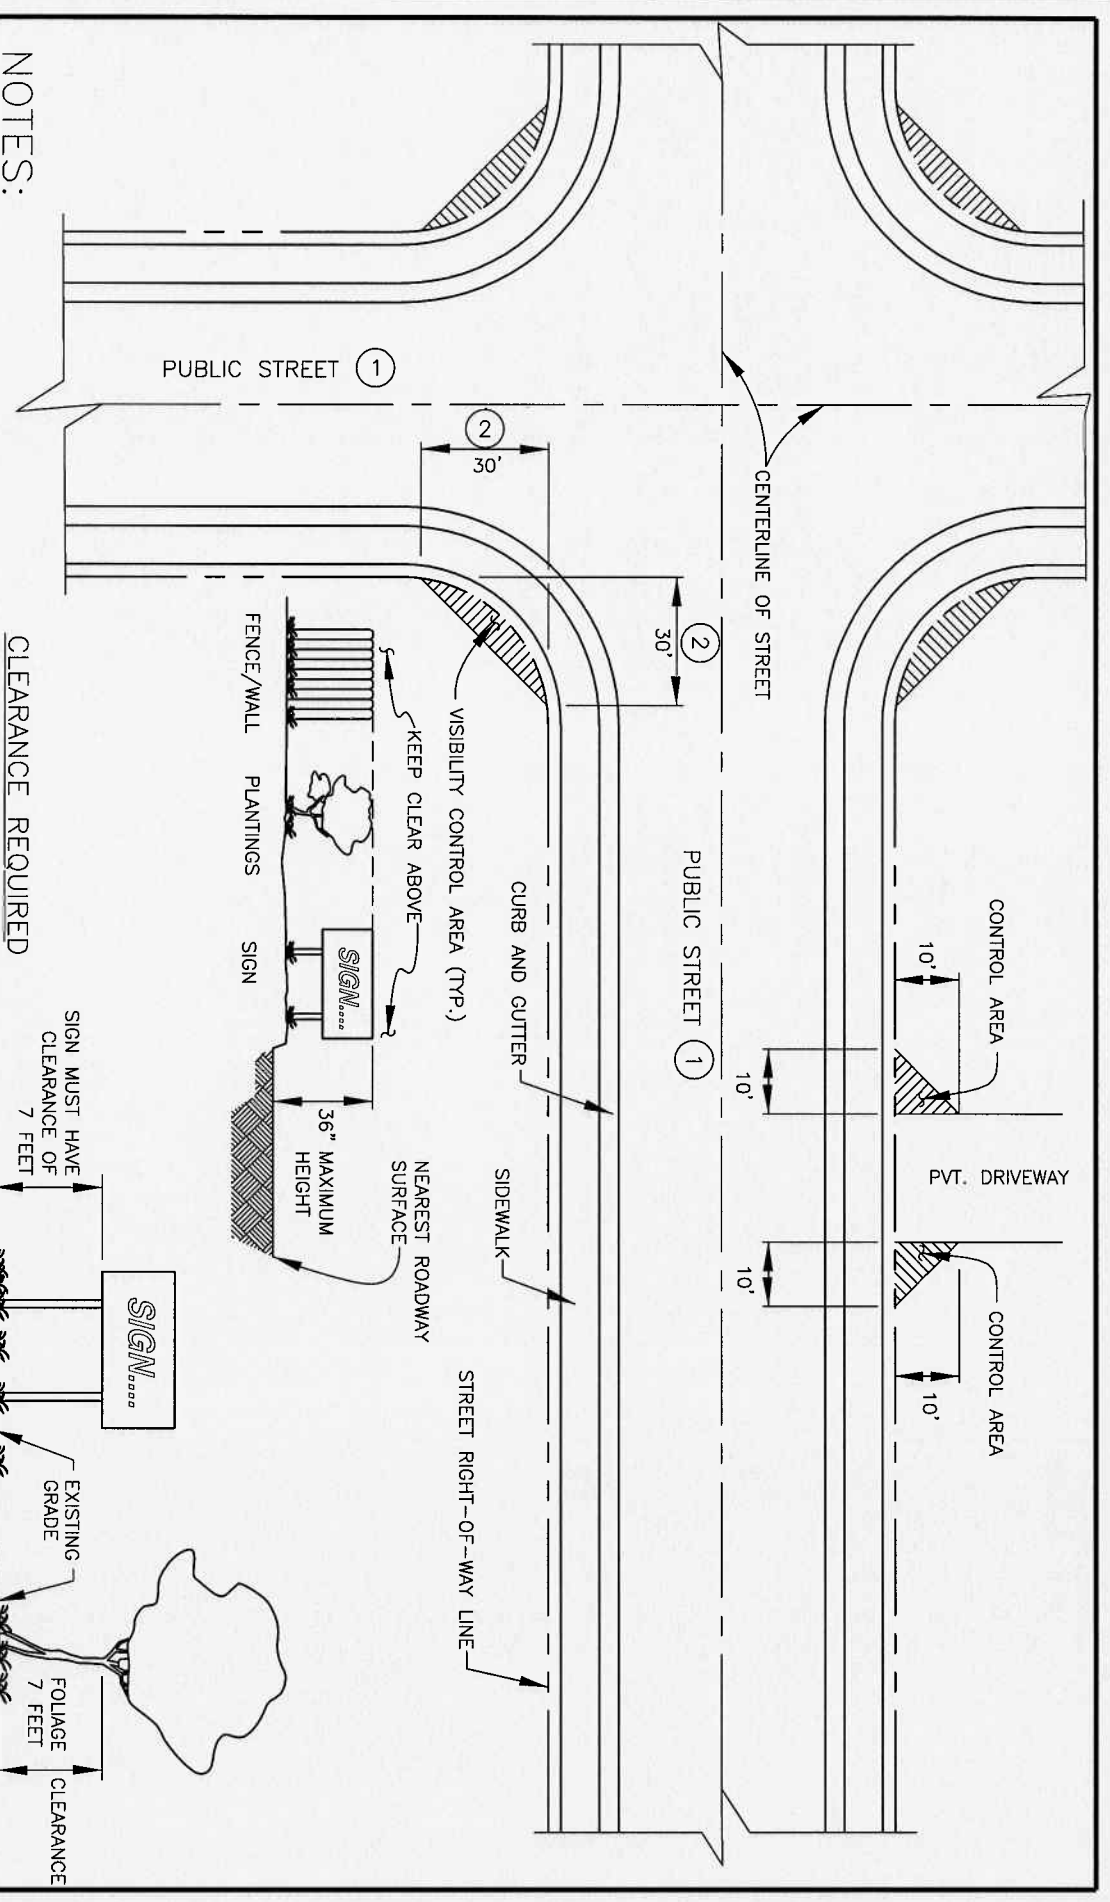 CONTROL AREA
10'
10'
PVT. DRIVEWAY
CONTROL AREA
10'
10'
CENTERLINE OF STREET
PUBLIC STREET 1
2
30'
CURB AND GUTTER
SIDEWALK
STREET RIGHT-OF-WAY LINE
PUBLIC STREET 1
2
30'
VISIBILITY CONTROL AREA (TYP.)
KEEP CLEAR ABOVE
NEAREST ROADWAY
SURFACE
SIGN....
36" MAXIMUM
HEIGHT
FENCE/WALL
PLANTINGS
SIGN
SIGN....
SIGN MUST HAVE
CLEARANCE OF
7 FEET
EXISTING
GRADE
FOLIAGE CLEARANCE
7 FEET
CLEARANCE REQUIRED
NOTES: